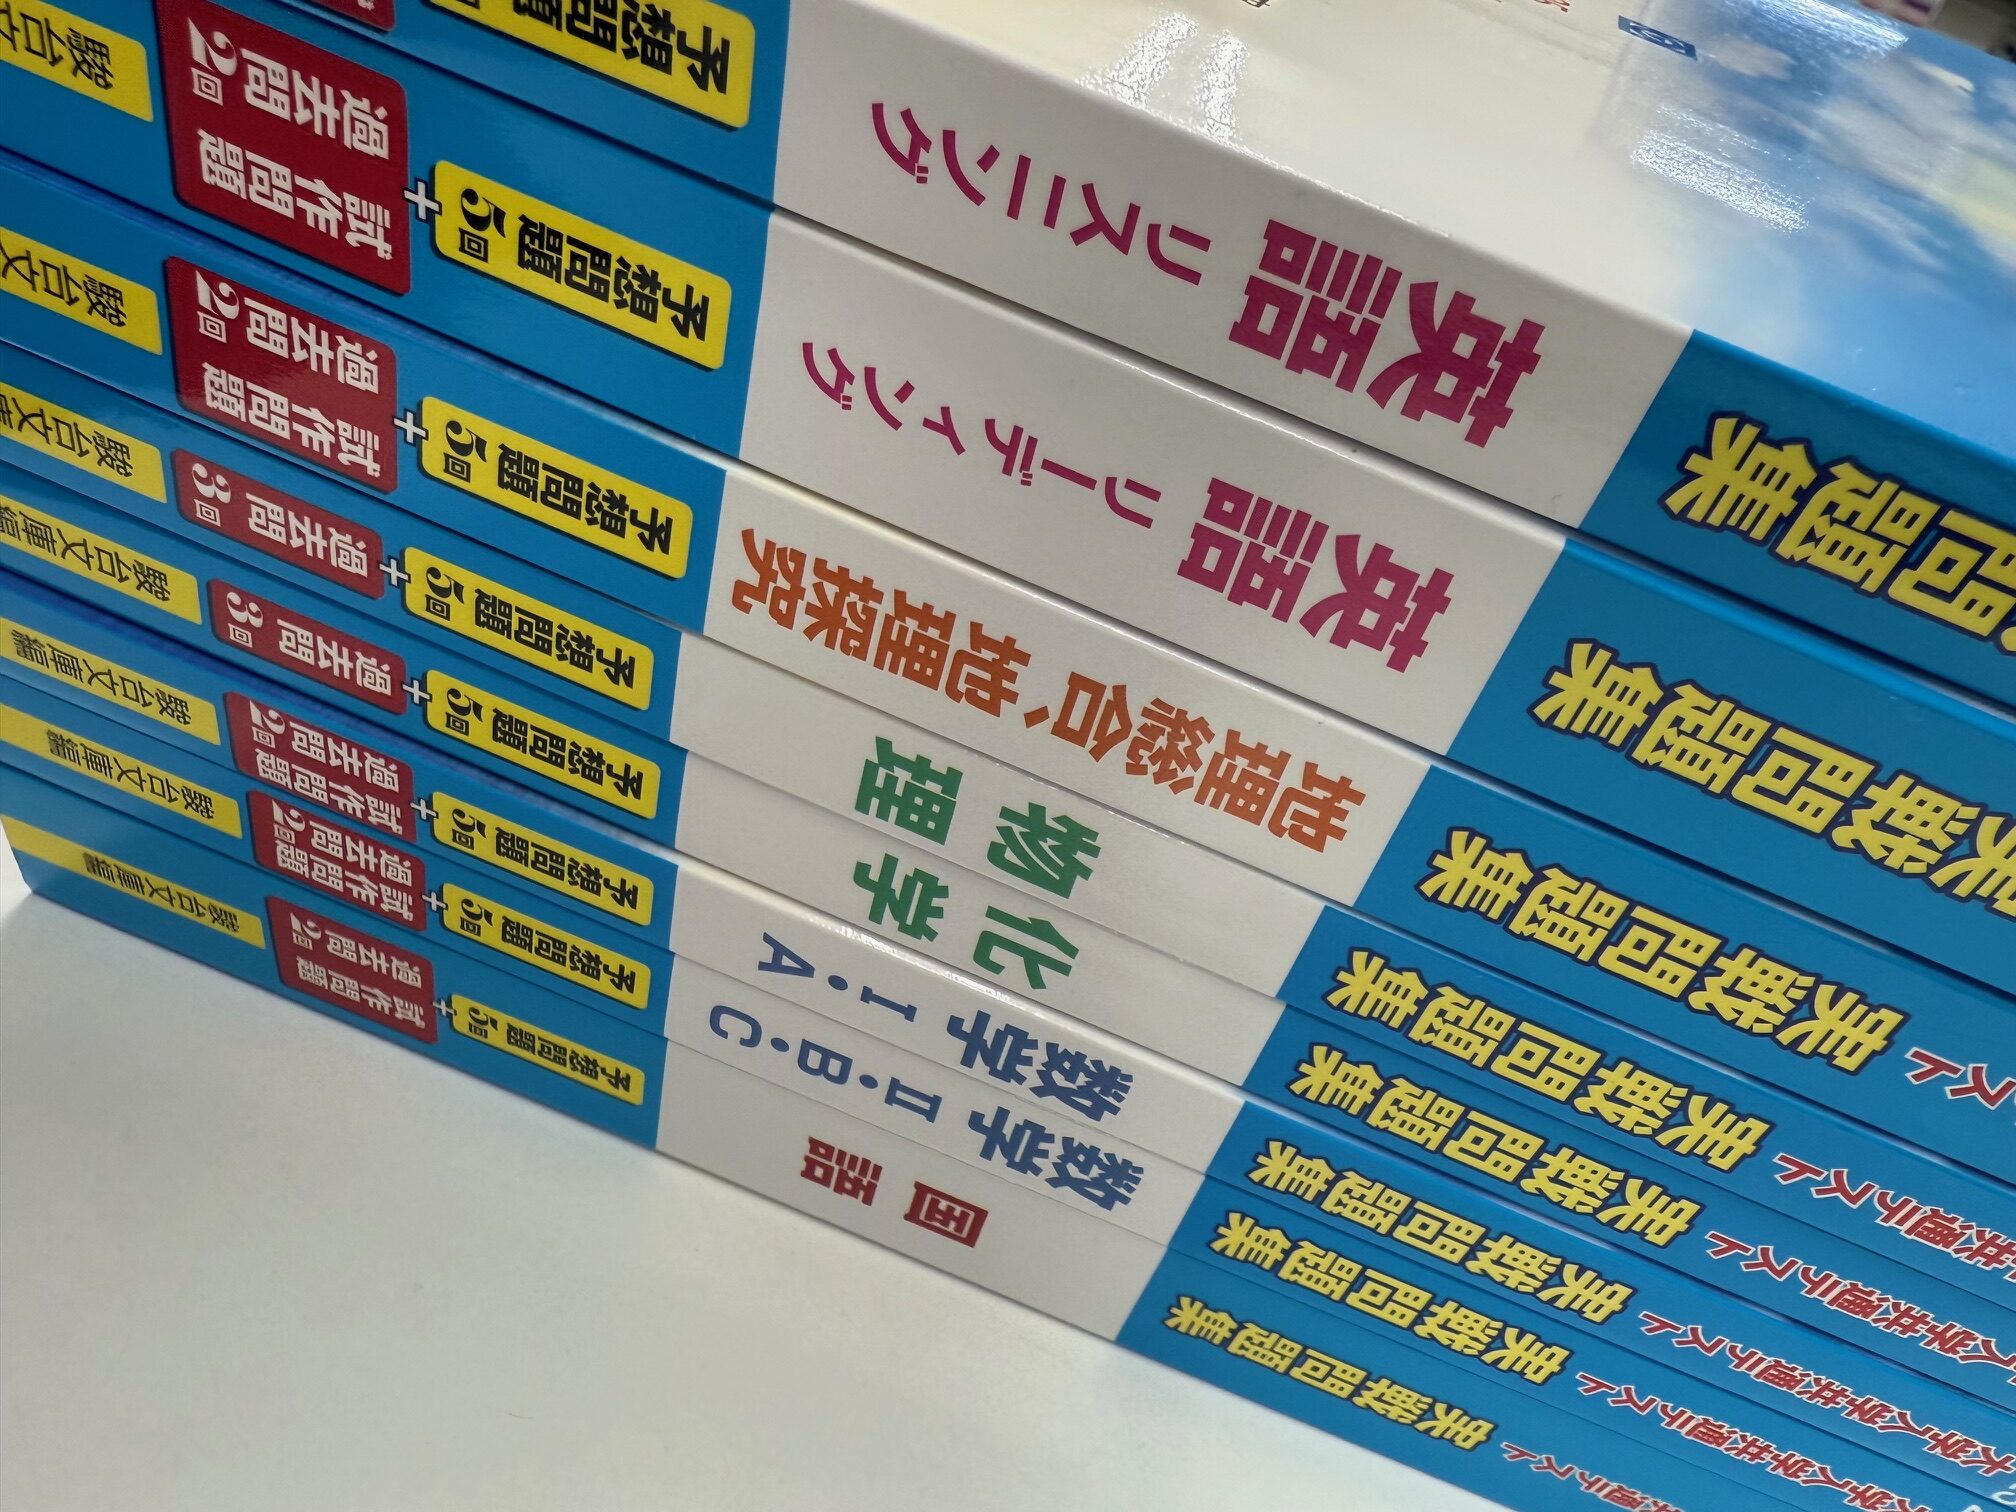 問題集 英語 リスニング 予想問題
実戦問題集 英語 リーディング 予想問題5回 + 試作問題 過去問2回 駿台文
大学共通テスト 実戦問題集 地理総合、地理探究 予想問題5回 + 試作問題 過去問2回 駿台文
大学共通テスト 実戦問題集 物理 予想問題5回 + 過去問3回 駿台文庫
大学共通テスト 実戦問題集 化学 予想問題5回 + 過去問3回 駿台文庫編
大学共通テスト 実戦問題集 数学 I・A 予想問題5回 + 試作問題 過去問2回 駿台文庫編
大学共通テスト 実戦問題集 数学 II・B・C 予想問題5回 + 試作問題 過去問2回 駿台文庫編
共通テスト 実戦問題集 国語 予想問題5回 + 試作問題 過去問2回 駿台文庫編